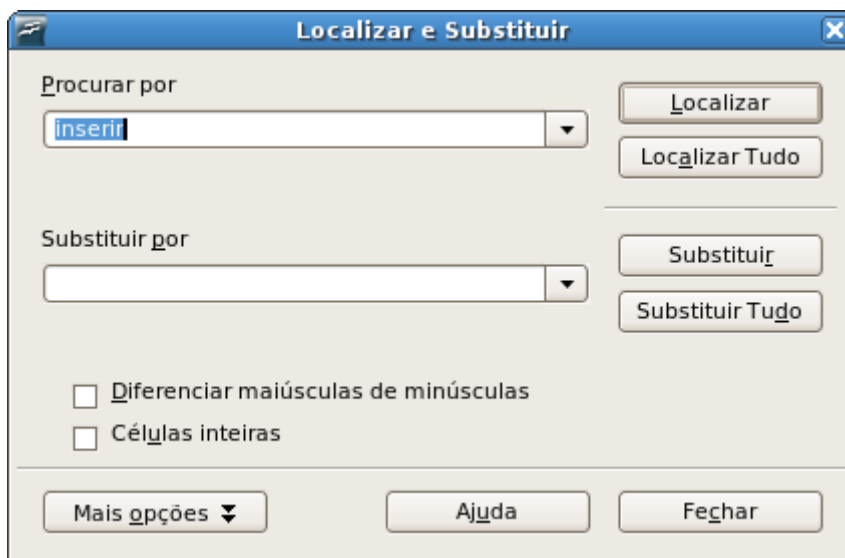 Localizar e Substituir
Procurar por
inserir
Localizar
Localizar Tudo
Substituir por
Substituir
Substituir Tudo
Diferenciar maiúsculas de minúsculas
Células inteiras
Mais opções
Ajuda
Fechar